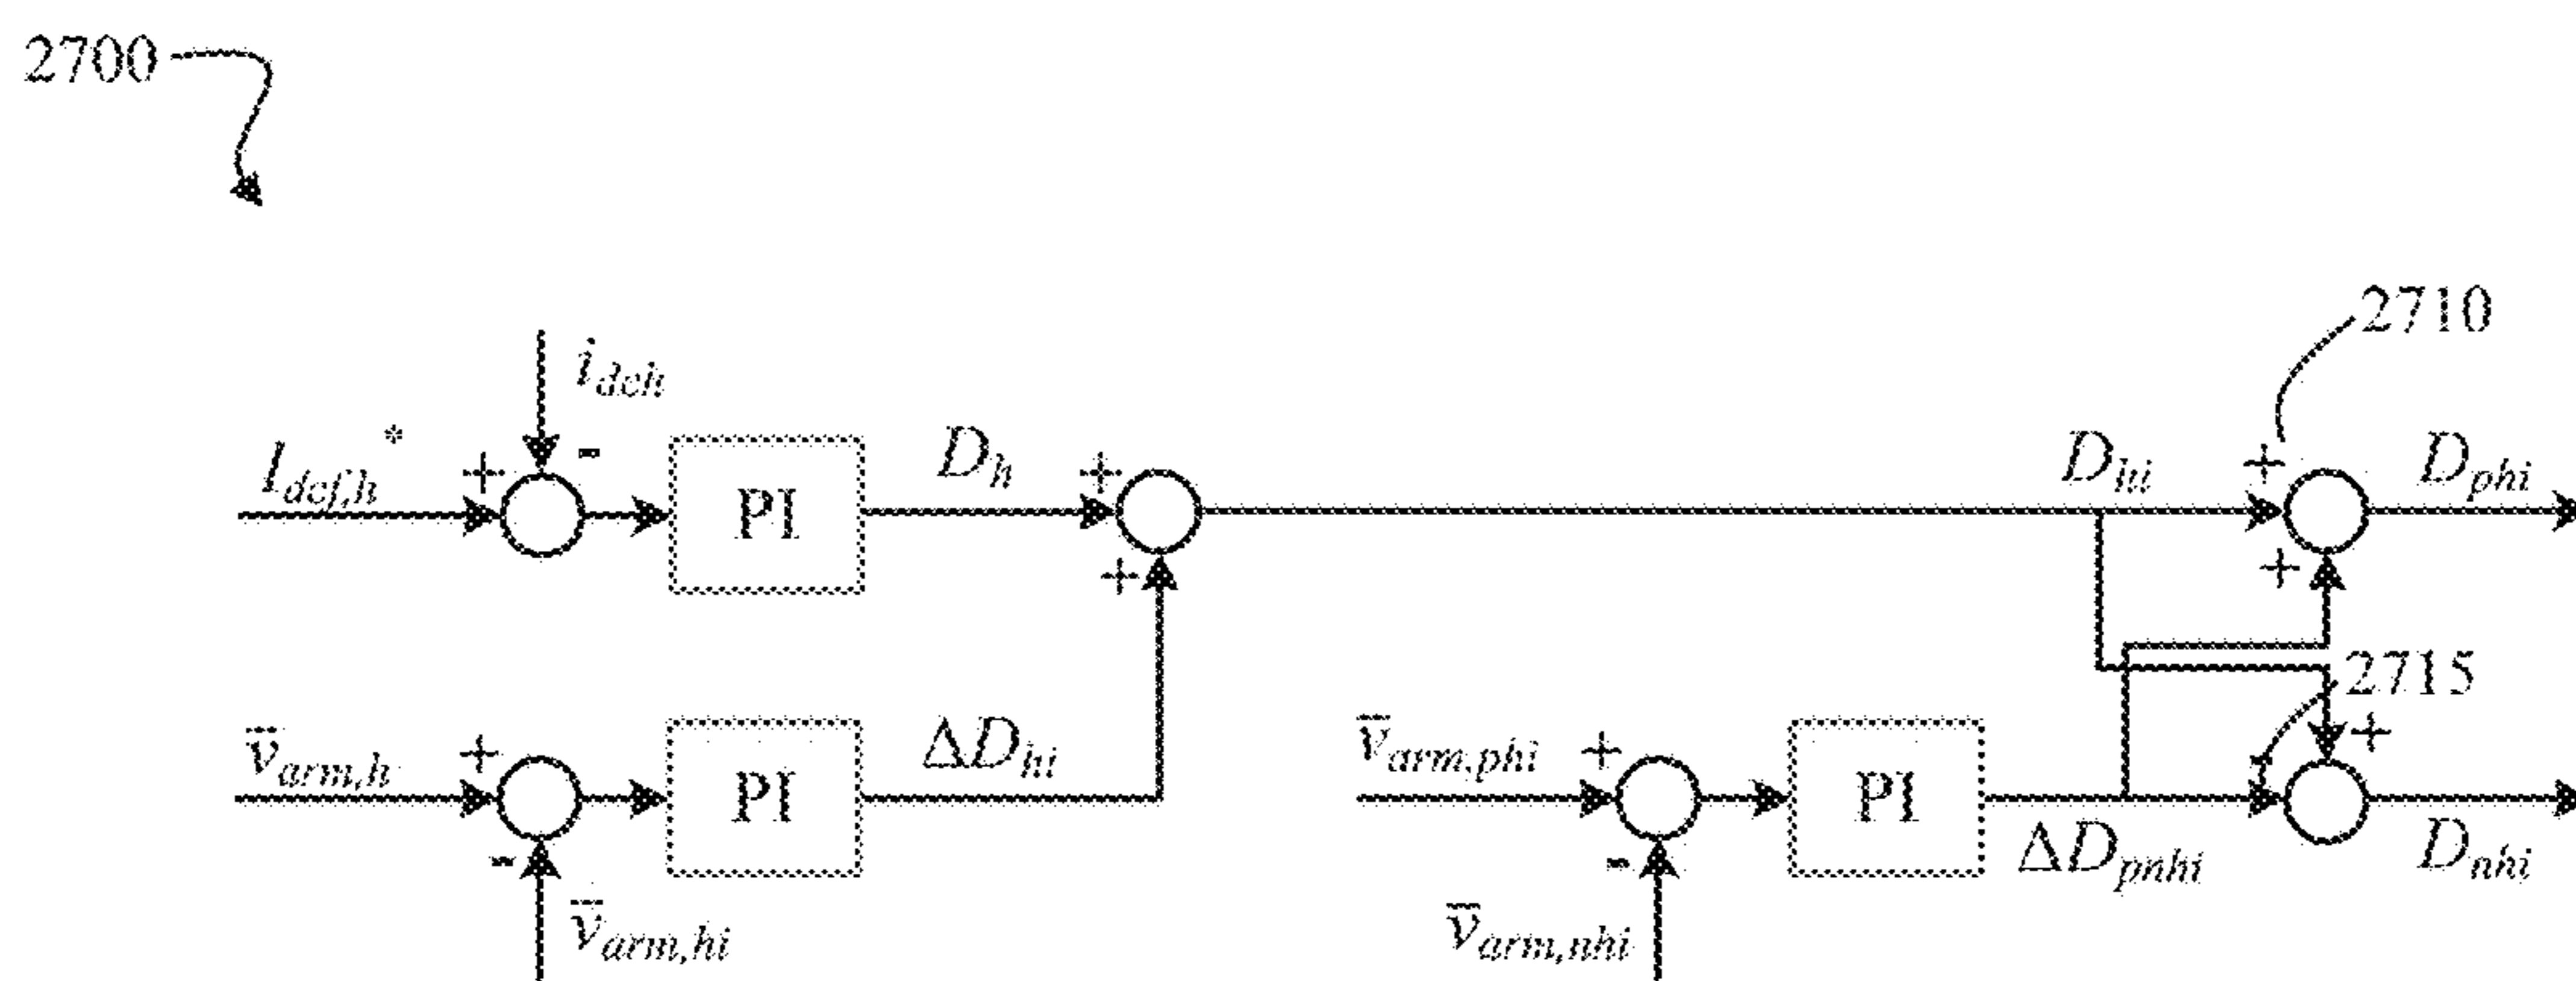 2700
2710
i_dch
I_dcf,h* + -
PI
D_h +
D_hi + D_phi
+
+
2715
v̄_arm,h +
PI
ΔD_hi
v̄_arm,phi +
PI
+
-
v̄_arm,hi
-
v̄_arm,nhi
ΔD_pnhi
-
D_nhi